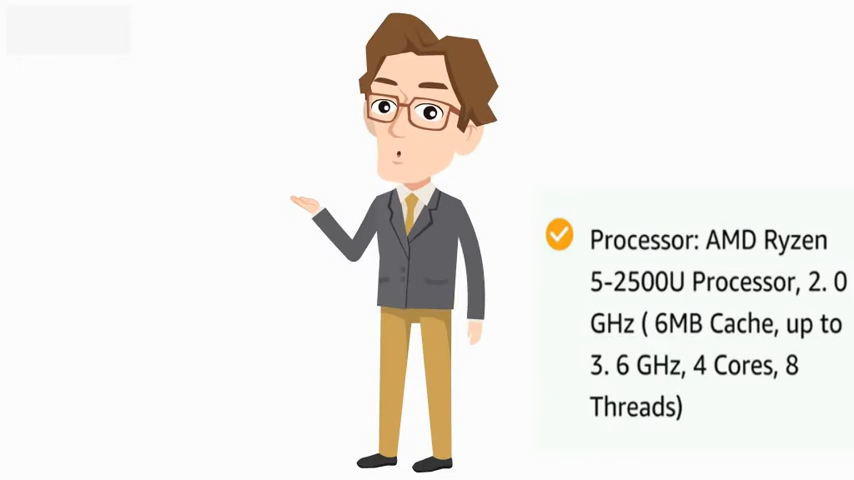 Processor: AMD Ryzen
5-2500U Processor, 2. 0
GHz ( 6MB Cache, up to
3. 6 GHz, 4 Cores, 8
Threads)